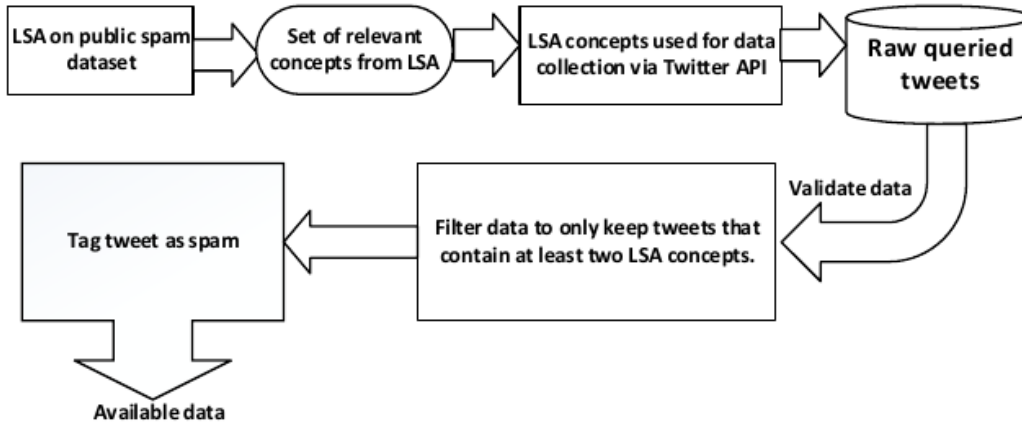 LSA on public spam
dataset
Set of relevant
concepts from LSA
LSA concepts used for data
collection via Twitter API
Raw queried
tweets
Validate data
Filter data to only keep tweets that
contain at least two LSA concepts.
Tag tweet as spam
Available data